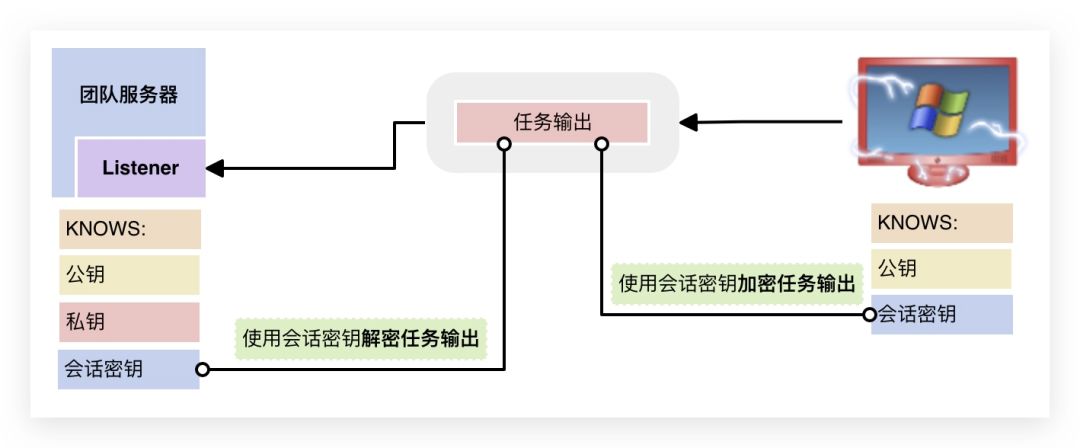 团队服务器
Listener
KNOWS:
公钥
私钥
会话密钥
使用会话密钥解密任务输出
任务输出
使用会话密钥加密任务输出
KNOWS:
公钥
会话密钥